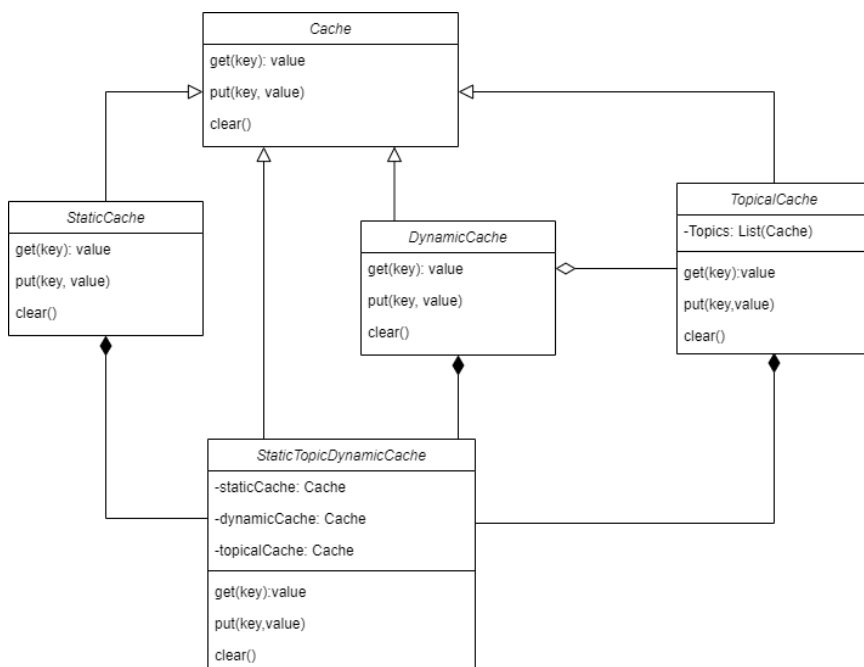 Cache
get(key): value
put(key, value)
clear()
StaticCache
get(key): value
put(key, value)
clear()
DynamicCache
get(key): value
put(key, value)
clear()
TopicalCache
-Topics: List(Cache)
get(key):value
put(key,value)
clear()
StaticTopicDynamicCache
-staticCache: Cache
-dynamicCache: Cache
-topicalCache: Cache
get(key):value
put(key,value)
clear()